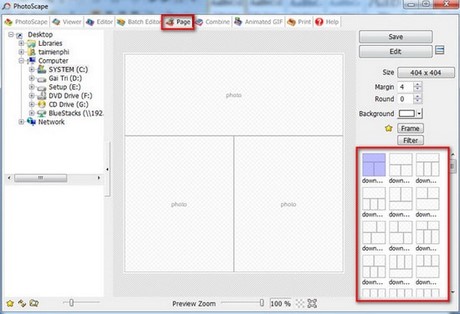 PhotoScape
PhotoScape Viewer Editor Batch Editor Page Combine Animated GIF Print Help
Desktop
Libraries
taimienphi
Computer
SYSTEM (C:)
Gai Tri (D:)
Setup (E:)
DVD Drive (F:)
CD Drive (G:)
BlueStacks (\\192.
Network
photo
photo
photo
Save
Edit
Size 404 x 404
Margin 4
Round 0
Background
Frame
Filter
down... down... down...
down... down... down...
down... down... down...
down... down... down...
Preview Zoom 100 %